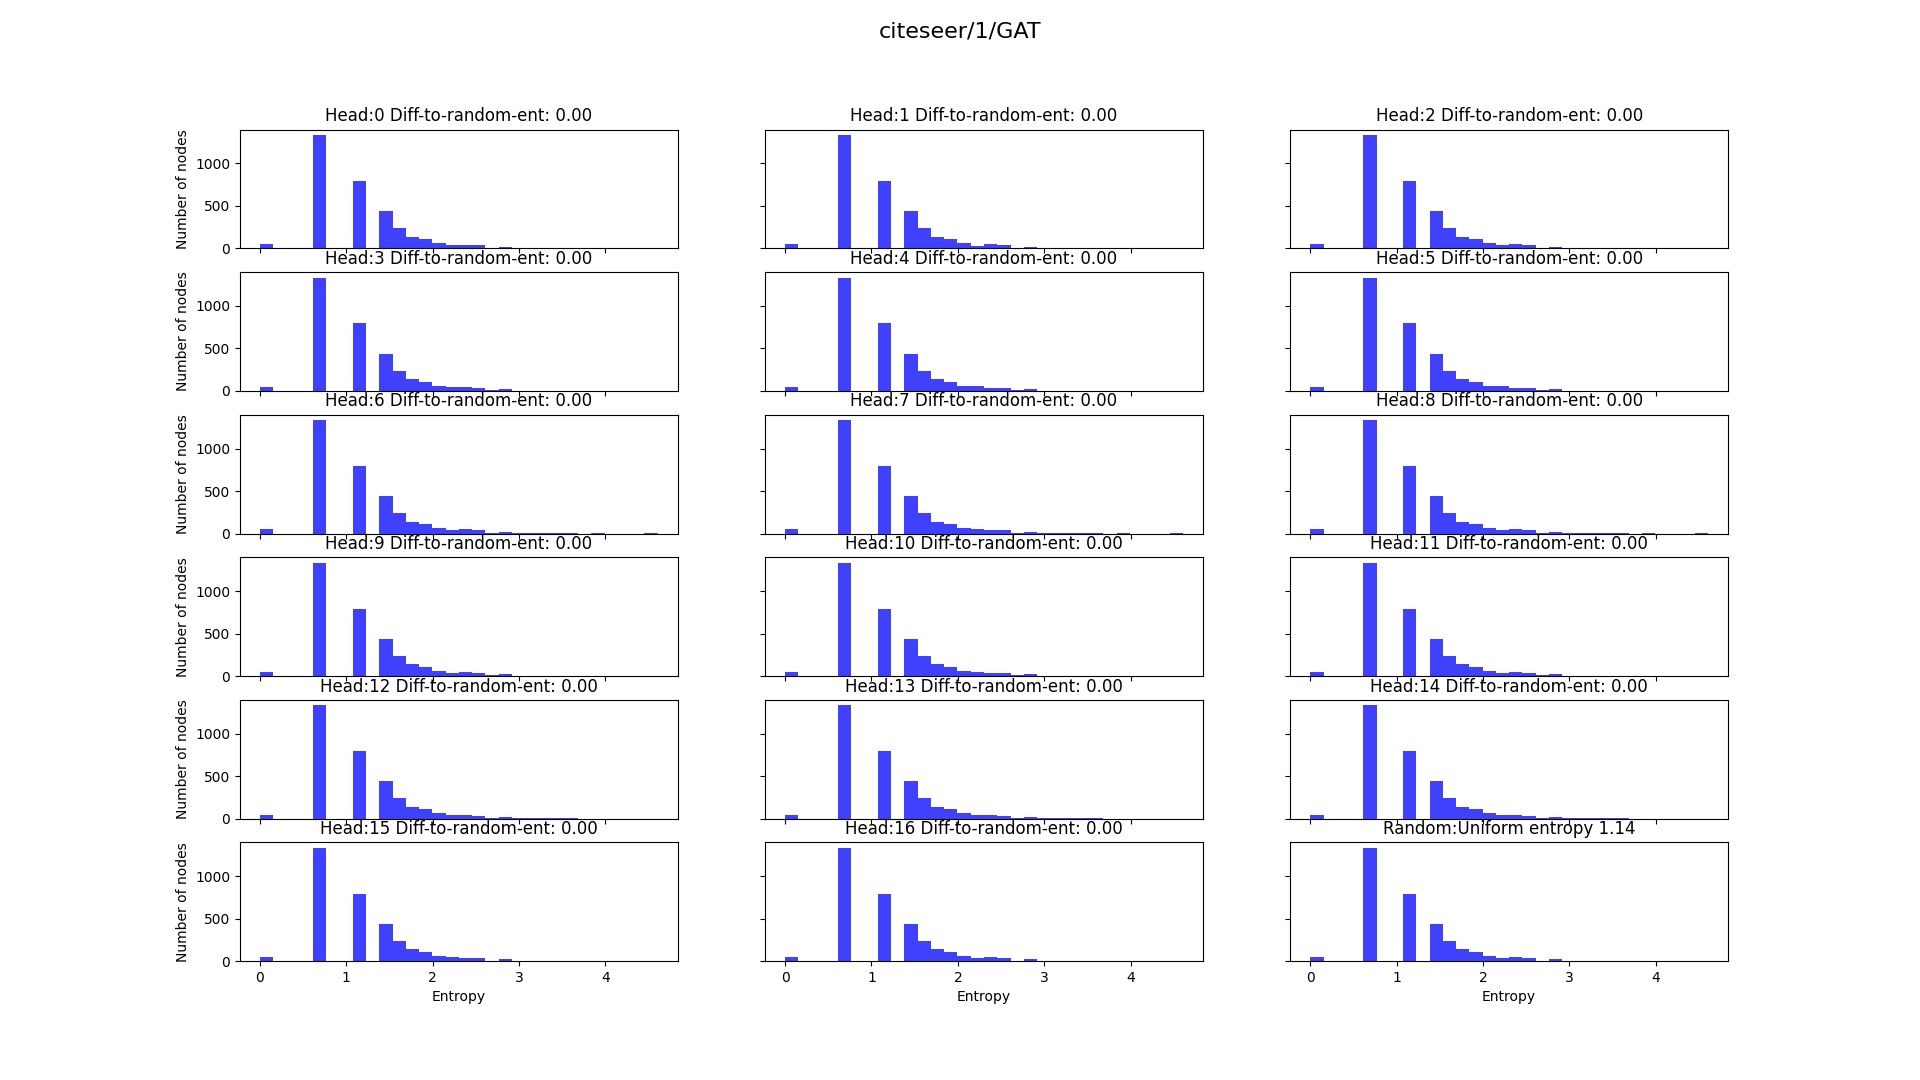 citeseer/1/GAT
Head:0 Diff-to-random-ent: 0.00
Head:1 Diff-to-random-ent: 0.00
Head:2 Diff-to-random-ent: 0.00
Number of nodes
1000
500
0
Head:3 Diff-to-random-ent: 0.00
Head:4 Diff-to-random-ent: 0.00
Head:5 Diff-to-random-ent: 0.00
Number of nodes
1000
500
0
Head:6 Diff-to-random-ent: 0.00
Head:7 Diff-to-random-ent: 0.00
Head:8 Diff-to-random-ent: 0.00
Number of nodes
1000
500
0
Head:9 Diff-to-random-ent: 0.00
Head:10 Diff-to-random-ent: 0.00
Head:11 Diff-to-random-ent: 0.00
Number of nodes
1000
500
0
Head:12 Diff-to-random-ent: 0.00
Head:13 Diff-to-random-ent: 0.00
Head:14 Diff-to-random-ent: 0.00
Number of nodes
1000
500
0
Head:15 Diff-to-random-ent: 0.00
Head:16 Diff-to-random-ent: 0.00
Random:Uniform entropy 1.14
Number of nodes
1000
500
0
0 1 2 3 4
0 1 2 3 4
0 1 2 3 4
Entropy
Entropy
Entropy